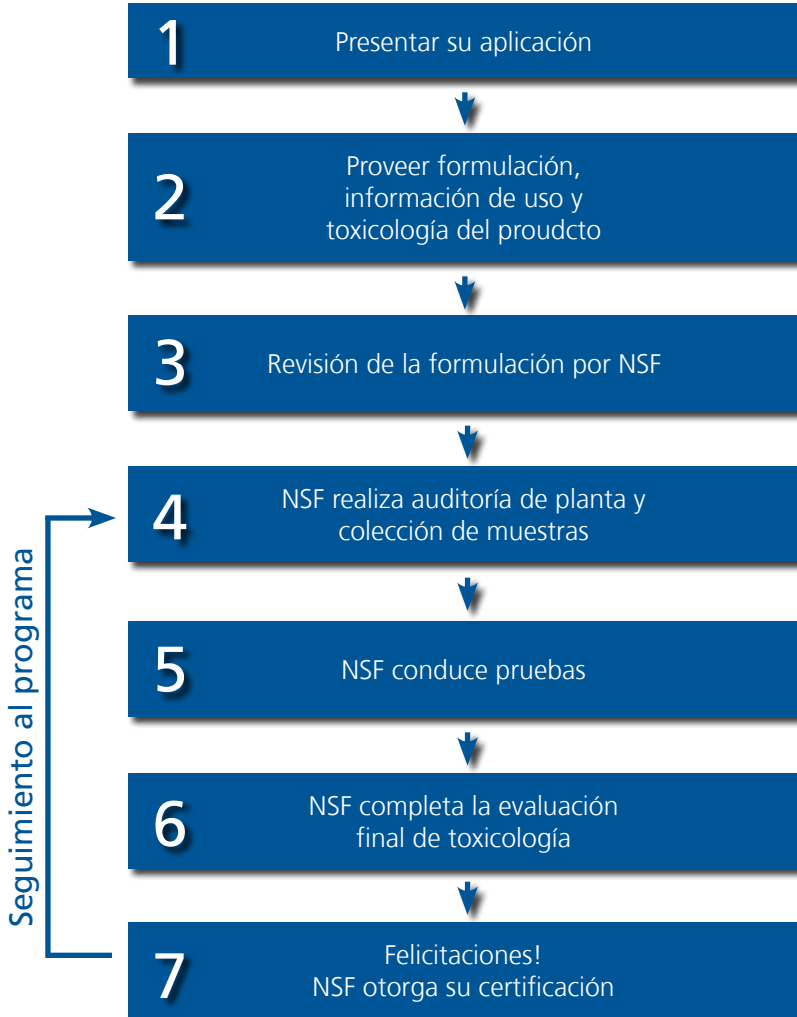 1
Presentar su aplicación
2
Proveer formulación,
información de uso y
toxicología del proudcto
3
Revisión de la formulación por NSF
4
NSF realiza auditoría de planta y
colección de muestras
5
NSF conduce pruebas
6
NSF completa la evaluación
final de toxicología
7
Felicitaciones!
NSF otorga su certificación
Seguimiento al programa